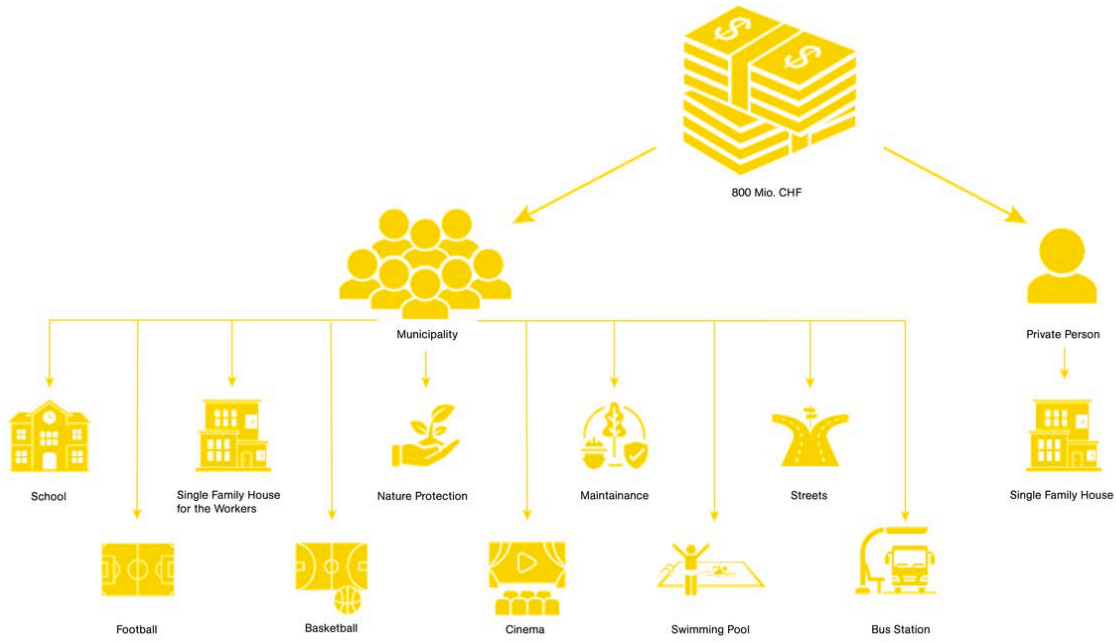 $
$
800 Mio. CHF
Municipality
Private Person
School
Single Family House
for the Workers
Nature Protection
Maintainance
Streets
Single Family House
Football
Basketball
Cinema
Swimming Pool
Bus Station